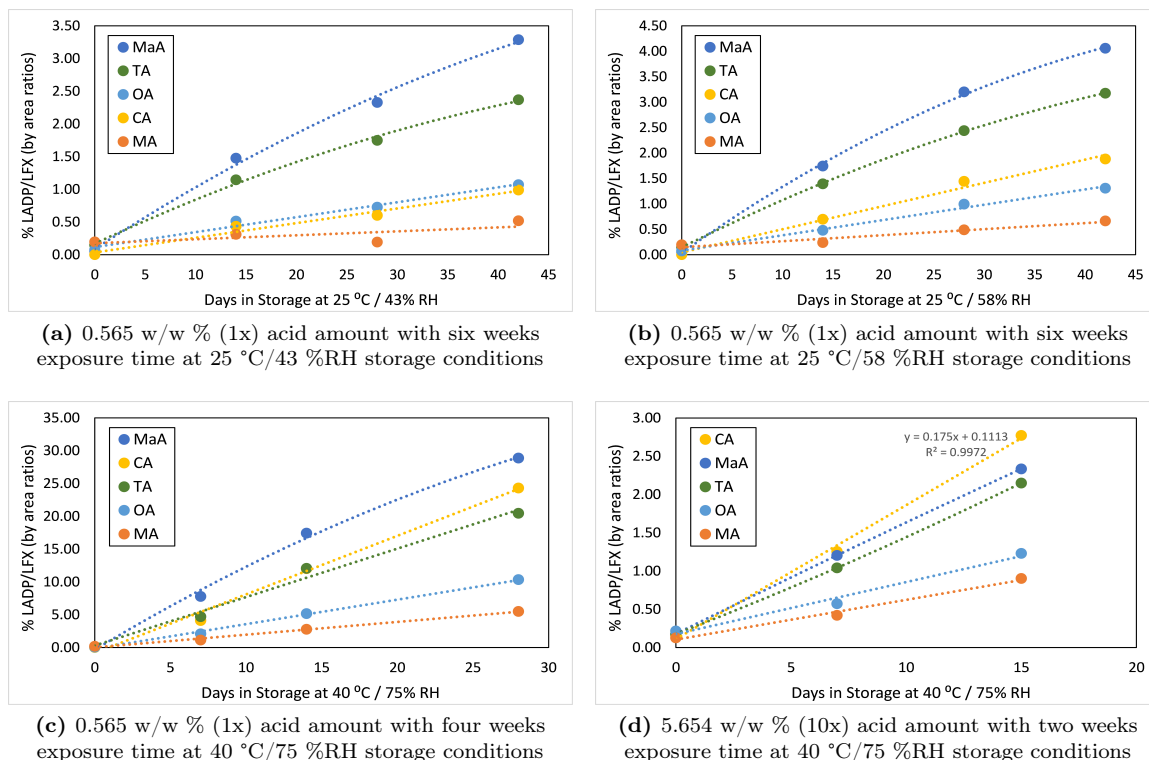 3.50
3.00
2.50
2.00
1.50
1.00
0.50
0.00
% LADP/LFX (by area ratios)
MaA
TA
OA
CA
MA
0 5 10 15 20 25 30 35 40 45
Days in Storage at 25 ⁰C / 43% RH
(a) 0.565 w/w % (1x) acid amount with six weeks
exposure time at 25 °C/43 %RH storage conditions
4.50
4.00
3.50
3.00
2.50
2.00
1.50
1.00
0.50
0.00
% LADP/LFX (by area ratios)
MaA
TA
CA
OA
MA
0 5 10 15 20 25 30 35 40 45
Days in Storage at 25 ⁰C / 58% RH
(b) 0.565 w/w % (1x) acid amount with six weeks
exposure time at 25 °C/58 %RH storage conditions
35.00
30.00
25.00
20.00
15.00
10.00
5.00
0.00
% LADP/LFX (by area ratios)
MaA
CA
TA
OA
MA
0 5 10 15 20 25 30
Days in Storage at 40 ⁰C / 75% RH
(c) 0.565 w/w % (1x) acid amount with four weeks
exposure time at 40 °C/75 %RH storage conditions
3.00
2.50
2.00
1.50
1.00
0.50
0.00
% LADP/LFX (by area ratios)
CA
MaA
TA
OA
MA
y = 0.175x + 0.1113
R² = 0.9972
0 5 10 15 20
Days in Storage at 40 ⁰C / 75% RH
(d) 5.654 w/w % (10x) acid amount with two weeks
exposure time at 40 °C/75 %RH storage conditions